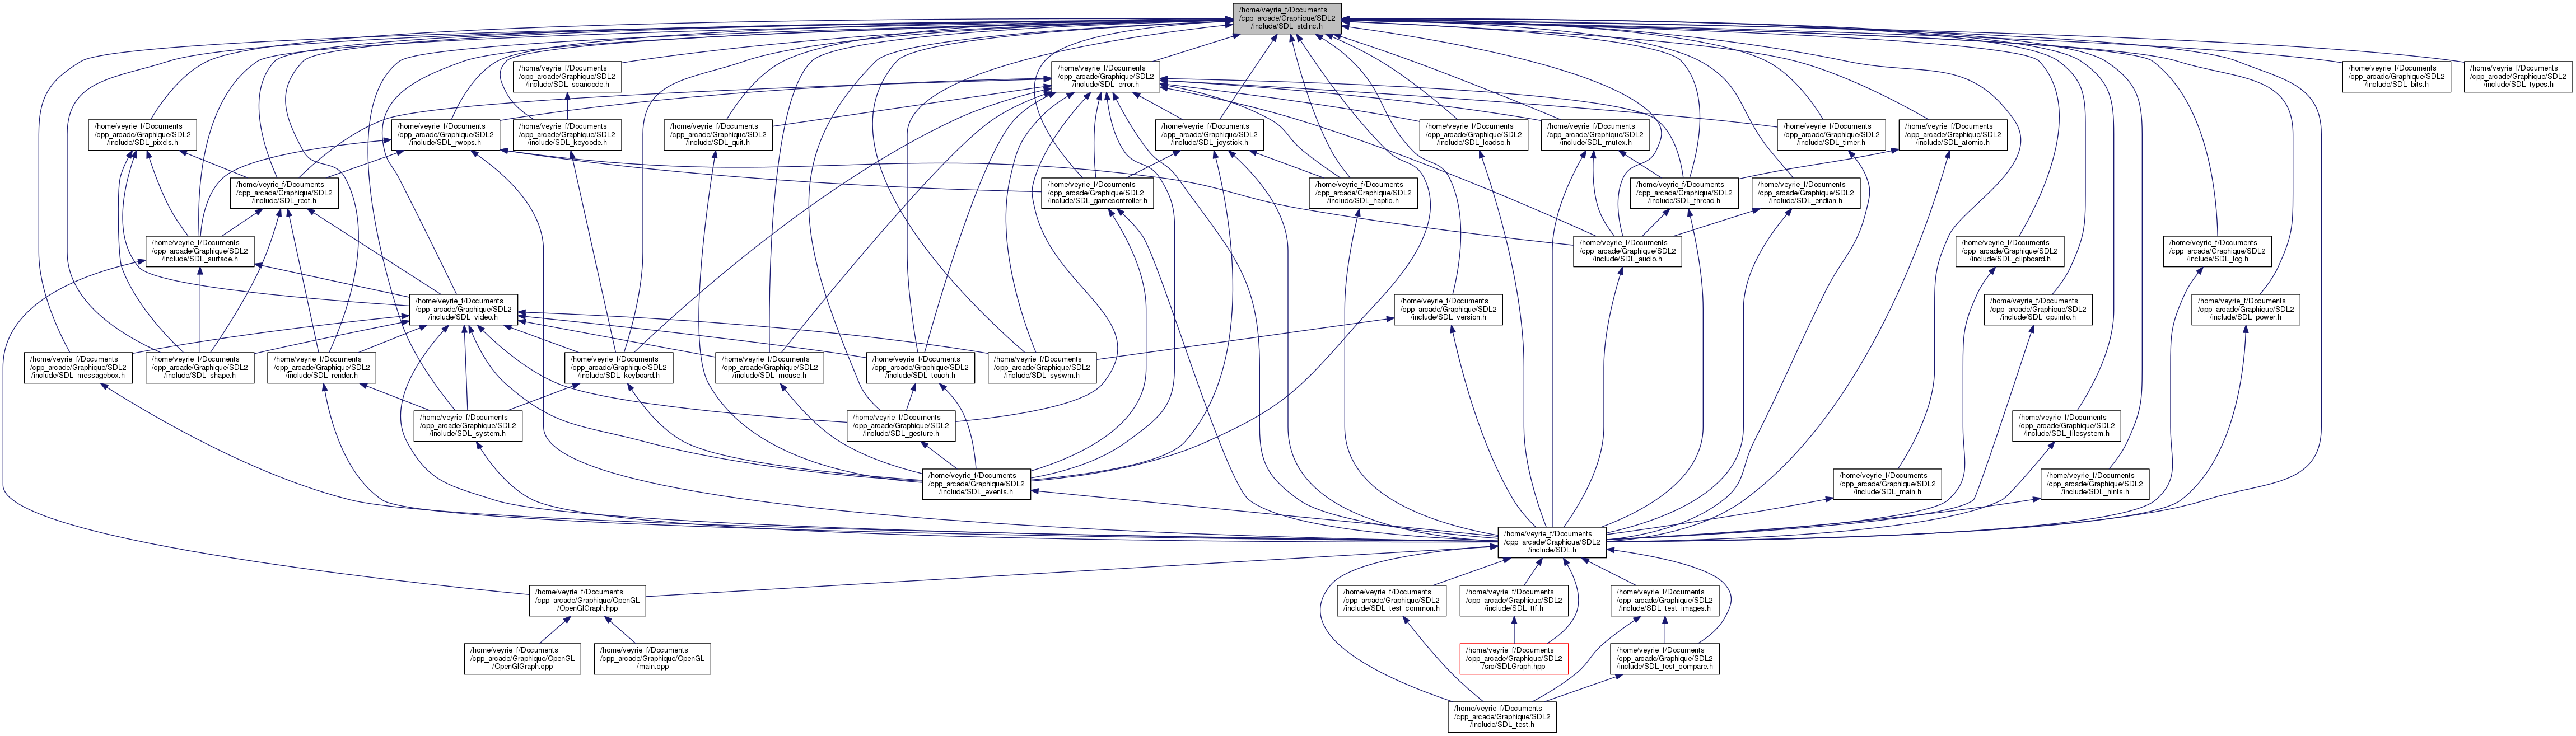 /home/veyrie_f/Documents
/cpp_arcade/Graphique/SDL2
/include/SDL_stdinc.h
/home/veyrie_f/Documents
/cpp_arcade/Graphique/SDL2
/include/SDL_scancode.h
/home/veyrie_f/Documents
/cpp_arcade/Graphique/SDL2
/include/SDL_error.h
/home/veyrie_f/Documents
/cpp_arcade/Graphique/SDL2
/include/SDL_bits.h
/home/veyrie_f/Documents
/cpp_arcade/Graphique/SDL2
/include/SDL_types.h
/home/veyrie_f/Documents
/cpp_arcade/Graphique/SDL2
/include/SDL_pixels.h
/home/veyrie_f/Documents
/cpp_arcade/Graphique/SDL2
/include/SDL_rwops.h
/home/veyrie_f/Documents
/cpp_arcade/Graphique/SDL2
/include/SDL_keycode.h
/home/veyrie_f/Documents
/cpp_arcade/Graphique/SDL2
/include/SDL_quit.h
/home/veyrie_f/Documents
/cpp_arcade/Graphique/SDL2
/include/SDL_joystick.h
/home/veyrie_f/Documents
/cpp_arcade/Graphique/SDL2
/include/SDL_loadso.h
/home/veyrie_f/Documents
/cpp_arcade/Graphique/SDL2
/include/SDL_mutex.h
/home/veyrie_f/Documents
/cpp_arcade/Graphique/SDL2
/include/SDL_timer.h
/home/veyrie_f/Documents
/cpp_arcade/Graphique/SDL2
/include/SDL_atomic.h
/home/veyrie_f/Documents
/cpp_arcade/Graphique/SDL2
/include/SDL_rect.h
/home/veyrie_f/Documents
/cpp_arcade/Graphique/SDL2
/include/SDL_gamecontroller.h
/home/veyrie_f/Documents
/cpp_arcade/Graphique/SDL2
/include/SDL_haptic.h
/home/veyrie_f/Documents
/cpp_arcade/Graphique/SDL2
/include/SDL_thread.h
/home/veyrie_f/Documents
/cpp_arcade/Graphique/SDL2
/include/SDL_endian.h
/home/veyrie_f/Documents
/cpp_arcade/Graphique/SDL2
/include/SDL_surface.h
/home/veyrie_f/Documents
/cpp_arcade/Graphique/SDL2
/include/SDL_audio.h
/home/veyrie_f/Documents
/cpp_arcade/Graphique/SDL2
/include/SDL_clipboard.h
/home/veyrie_f/Documents
/cpp_arcade/Graphique/SDL2
/include/SDL_log.h
/home/veyrie_f/Documents
/cpp_arcade/Graphique/SDL2
/include/SDL_video.h
/home/veyrie_f/Documents
/cpp_arcade/Graphique/SDL2
/include/SDL_version.h
/home/veyrie_f/Documents
/cpp_arcade/Graphique/SDL2
/include/SDL_cpuinfo.h
/home/veyrie_f/Documents
/cpp_arcade/Graphique/SDL2
/include/SDL_power.h
/home/veyrie_f/Documents
/cpp_arcade/Graphique/SDL2
/include/SDL_messagebox.h
/home/veyrie_f/Documents
/cpp_arcade/Graphique/SDL2
/include/SDL_shape.h
/home/veyrie_f/Documents
/cpp_arcade/Graphique/SDL2
/include/SDL_render.h
/home/veyrie_f/Documents
/cpp_arcade/Graphique/SDL2
/include/SDL_keyboard.h
/home/veyrie_f/Documents
/cpp_arcade/Graphique/SDL2
/include/SDL_mouse.h
/home/veyrie_f/Documents
/cpp_arcade/Graphique/SDL2
/include/SDL_touch.h
/home/veyrie_f/Documents
/cpp_arcade/Graphique/SDL2
/include/SDL_syswm.h
/home/veyrie_f/Documents
/cpp_arcade/Graphique/SDL2
/include/SDL_system.h
/home/veyrie_f/Documents
/cpp_arcade/Graphique/SDL2
/include/SDL_gesture.h
/home/veyrie_f/Documents
/cpp_arcade/Graphique/SDL2
/include/SDL_filesystem.h
/home/veyrie_f/Documents
/cpp_arcade/Graphique/SDL2
/include/SDL_events.h
/home/veyrie_f/Documents
/cpp_arcade/Graphique/SDL2
/include/SDL_main.h
/home/veyrie_f/Documents
/cpp_arcade/Graphique/SDL2
/include/SDL_hints.h
/home/veyrie_f/Documents
/cpp_arcade/Graphique/SDL2
/include/SDL.h
/home/veyrie_f/Documents
/cpp_arcade/Graphique/OpenGL
/OpenGlGraph.hpp
/home/veyrie_f/Documents
/cpp_arcade/Graphique/SDL2
/include/SDL_test_common.h
/home/veyrie_f/Documents
/cpp_arcade/Graphique/SDL2
/include/SDL_ttf.h
/home/veyrie_f/Documents
/cpp_arcade/Graphique/SDL2
/include/SDL_test_images.h
/home/veyrie_f/Documents
/cpp_arcade/Graphique/OpenGL
/OpenGlGraph.cpp
/home/veyrie_f/Documents
/cpp_arcade/Graphique/OpenGL
/main.cpp
/home/veyrie_f/Documents
/cpp_arcade/Graphique/SDL2
/src/SDLGraph.hpp
/home/veyrie_f/Documents
/cpp_arcade/Graphique/SDL2
/include/SDL_test_compare.h
/home/veyrie_f/Documents
/cpp_arcade/Graphique/SDL2
/include/SDL_test.h